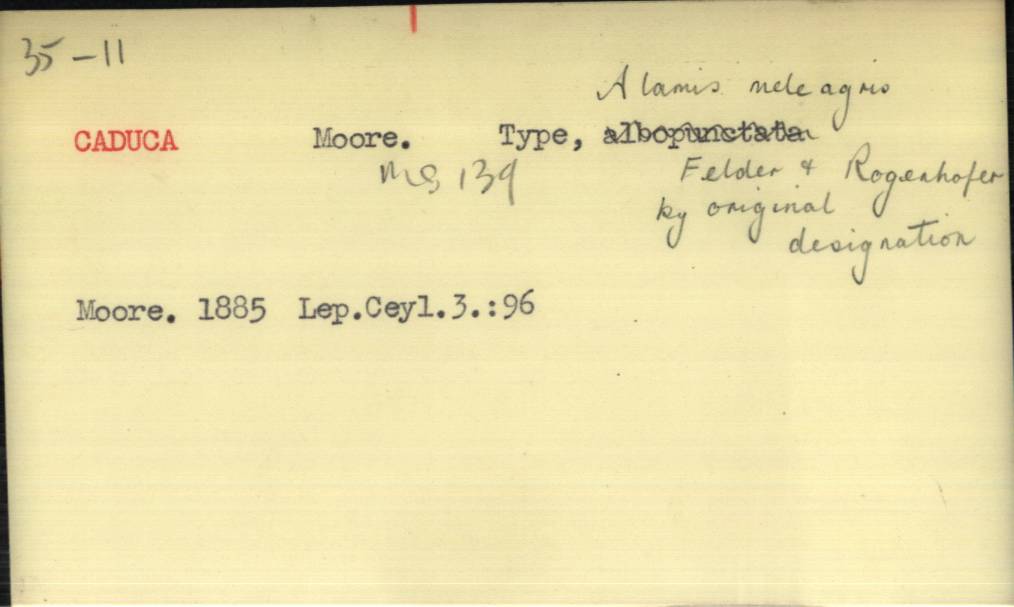 35-11
Alamis meleagris
CADUCA Moore. Type, albopunctata
MS 139 Felder & Rogenhofer
by original
designation
Moore. 1885 Lep.Ceyl.3.:96